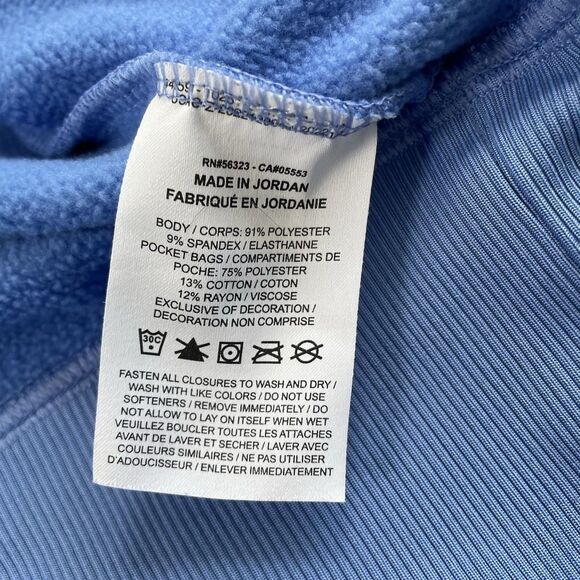 RN#56323 - CA#05553
MADE IN JORDAN
FABRIQUÉ EN JORDANIE
BODY / CORPS: 91% POLYESTER
9% SPANDEX / ELASTHANNE
POCKET BAGS / COMPARTIMENTS DE
POCHE: 75% POLYESTER
13% COTTON / COTON
12% RAYON / VISCOSE
EXCLUSIVE OF DECORATION /
DECORATION NON COMPRISE
30C
FASTEN ALL CLOSURES TO WASH AND DRY /
WASH WITH LIKE COLORS / DO NOT USE
SOFTENERS / REMOVE IMMEDIATELY / DO
NOT ALLOW TO LAY ON ITSELF WHEN WET
VEUILLEZ BOUCLER TOUTES LES ATTACHES
AVANT DE LAVER ET SECHER / LAVER AVEC
COULEURS SIMILAIRES / NE PAS UTILISER
D'ADOUCISSEUR / ENLEVER IMMEDIATEMENT